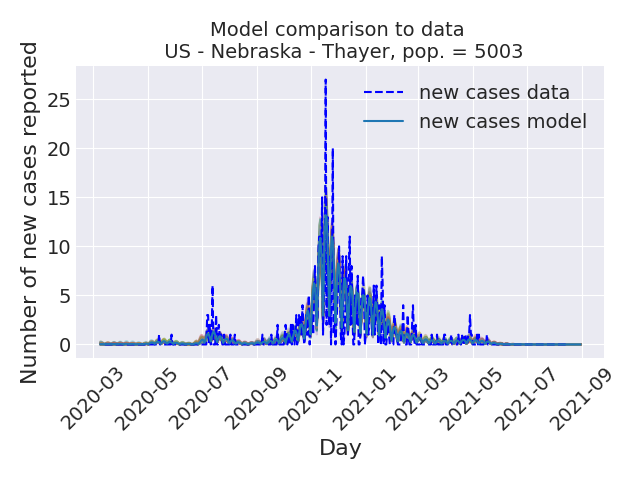 Model comparison to data
US - Nebraska - Thayer, pop. = 5003
Number of new cases reported
25
20
15
10
5
0
new cases data
new cases model
2020-03
2020-05
2020-07
2020-09
2020-11
2021-01
2021-03
2021-05
2021-07
2021-09
Day